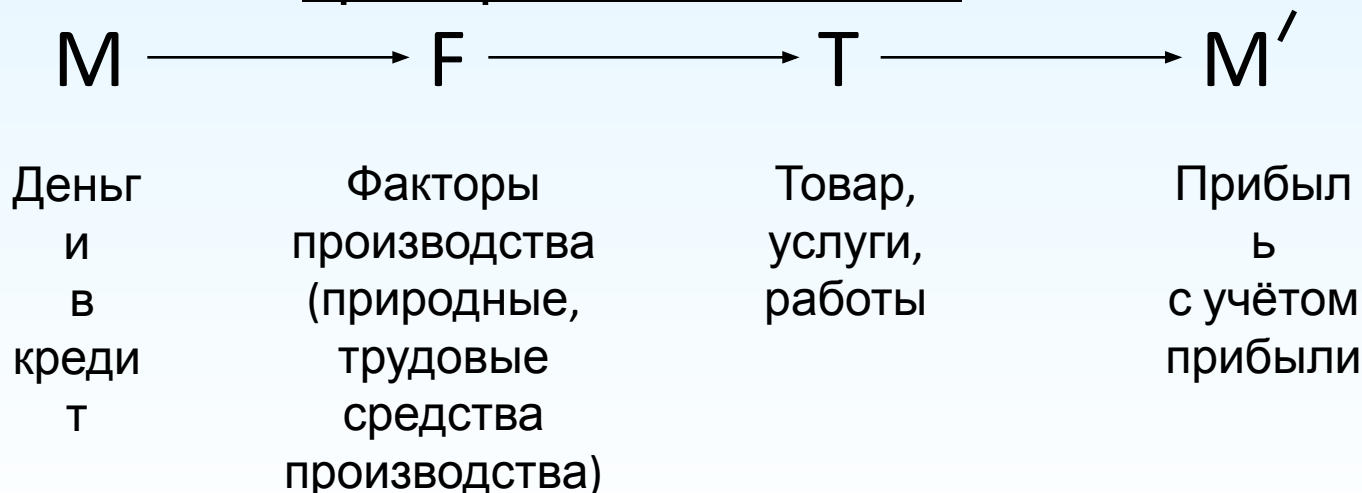 M F T M′
Деньг
и
в
креди
т
Факторы
производства
(природные,
трудовые
средства
производства)
Товар,
услуги,
работы
Прибыл
ь
с учётом
прибыли